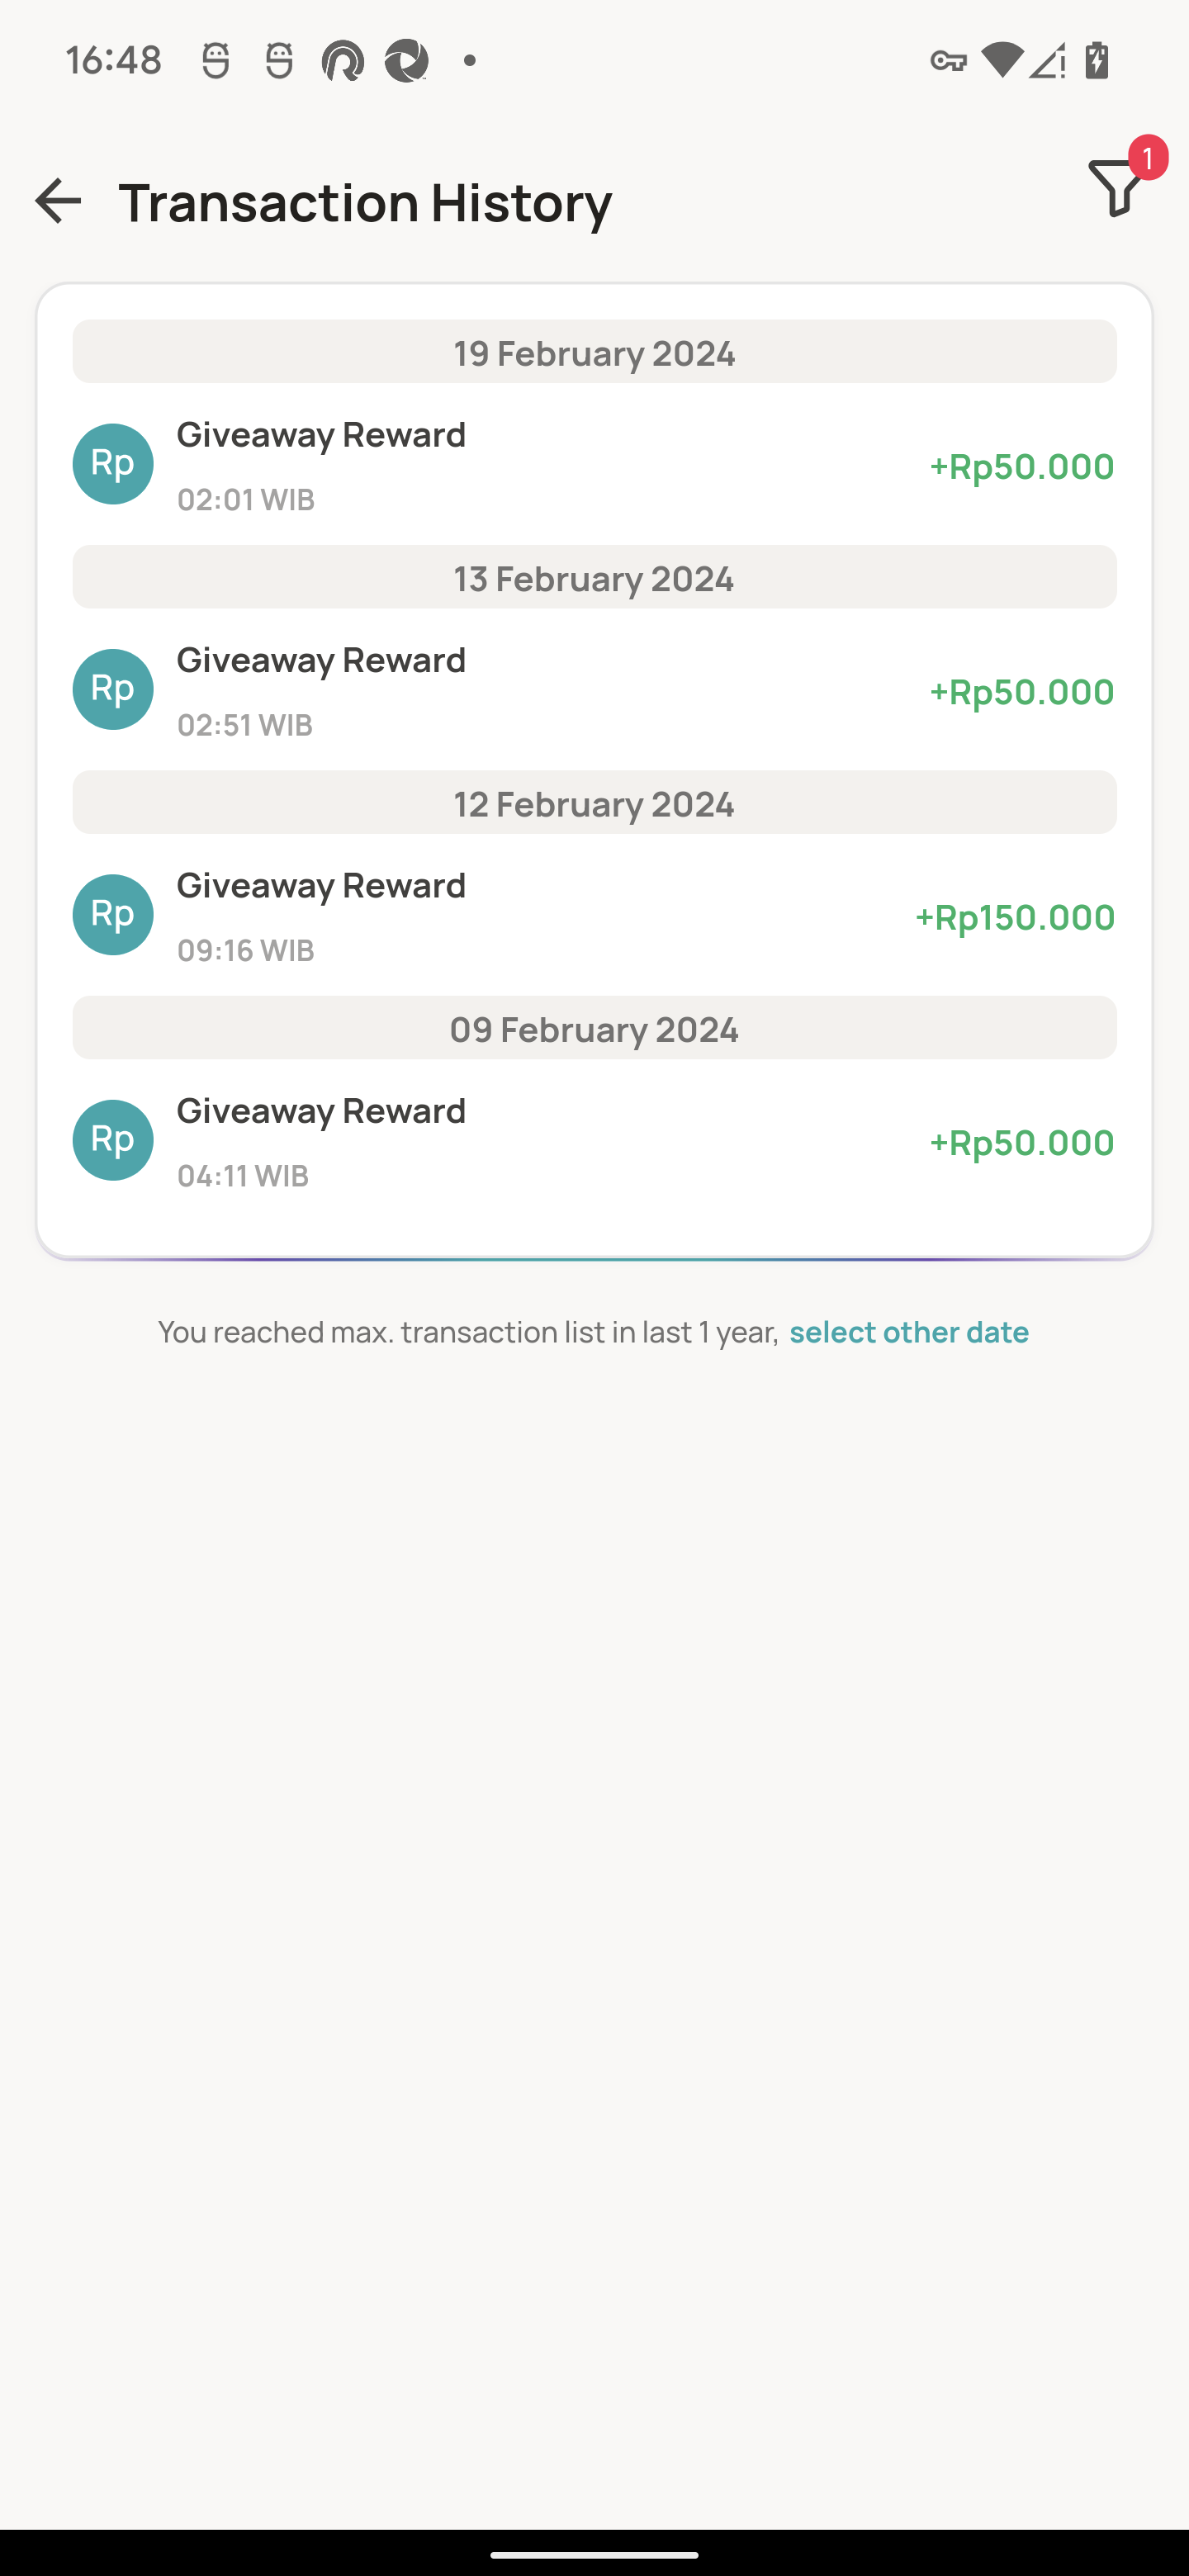 16:48
Transaction History
1
19 February 2024
Rp
Giveaway Reward
02:01 WIB
+Rp50.000
13 February 2024
Rp
Giveaway Reward
02:51 WIB
+Rp50.000
12 February 2024
Rp
Giveaway Reward
09:16 WIB
+Rp150.000
09 February 2024
Rp
Giveaway Reward
04:11 WIB
+Rp50.000
You reached max. transaction list in last 1 year, select other date